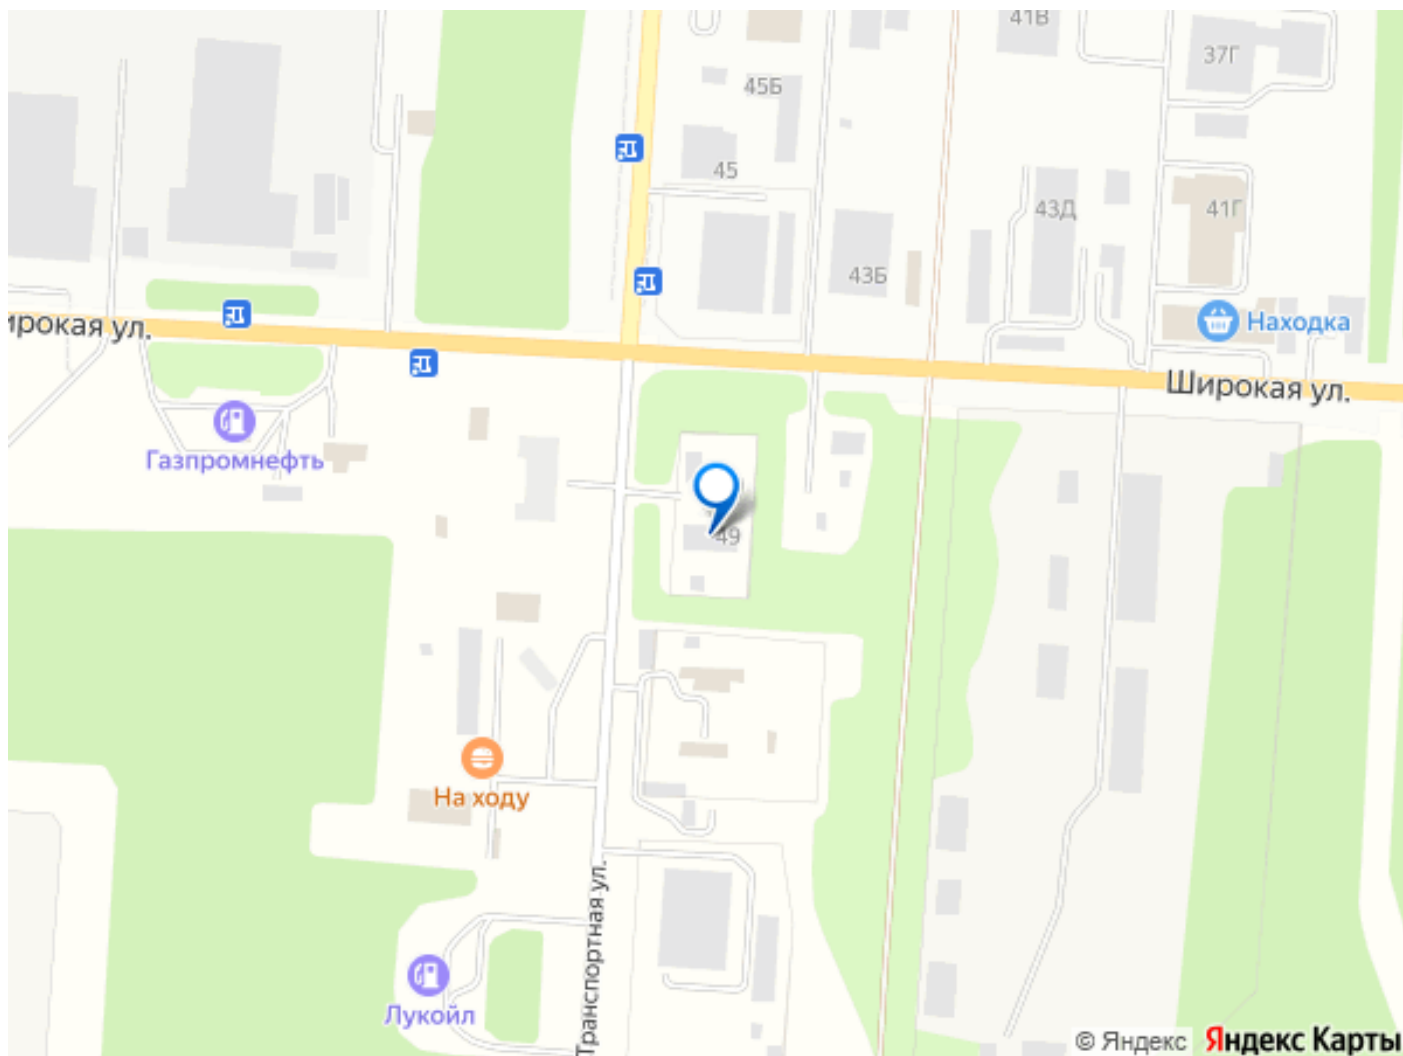 41В
37Г
45Б
45
43Д
41Г
43Б
ирокая ул.
Находка
Широкая ул.
Газпромнефть
49
На ходу
Транспортная ул.
Лукойл
© Яндекс Яндекс Карты